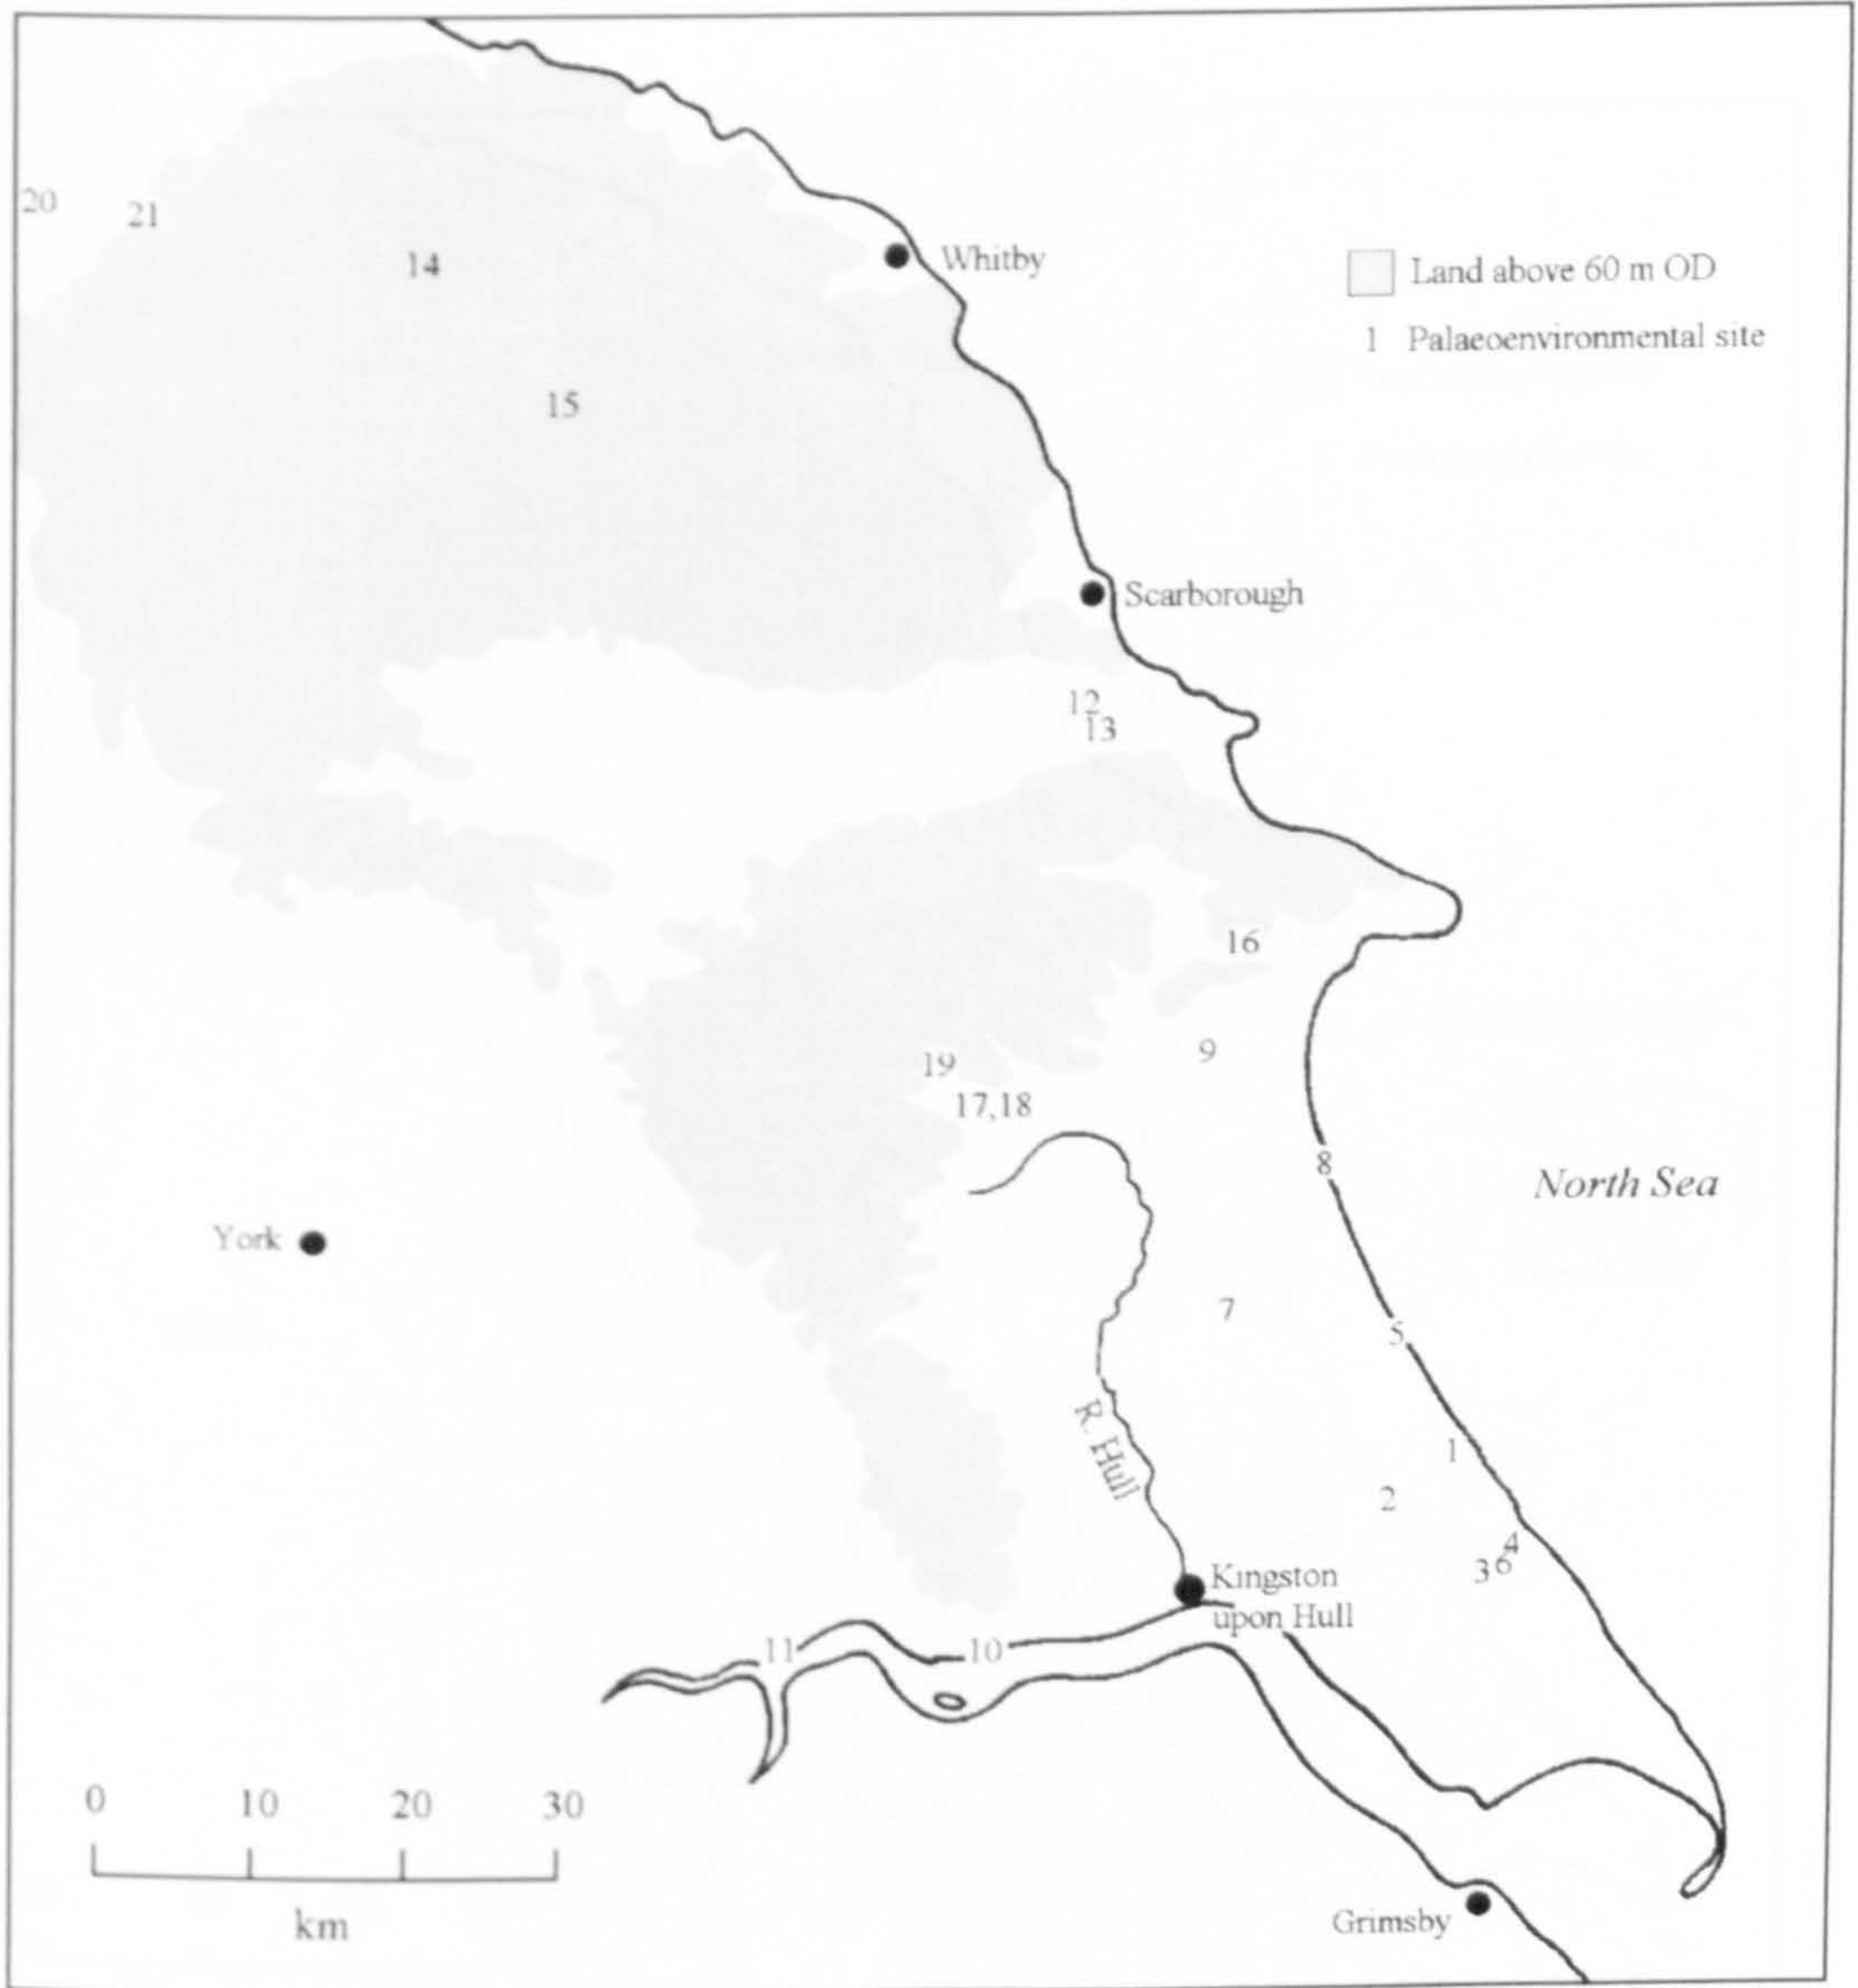 20
21
14
Whitby
Land above 60 m OD
1 Palaeoenvironmental site
15
Scarborough
12
13
16
19
9
17,18
8
North Sea
York
7
5
R. Hull
1
2
4
3
6
Kingston
upon Hull
11
10
0 10 20 30
km
Grimsby